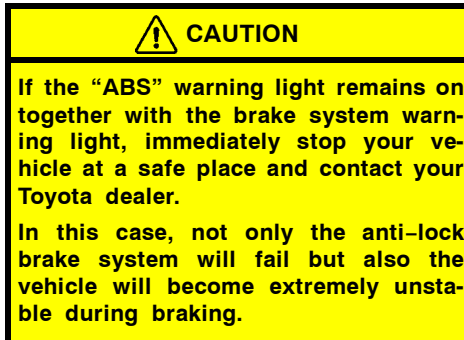 CAUTION
If the “ABS” warning light remains on
together with the brake system warn-
ing light, immediately stop your ve-
hicle at a safe place and contact your
Toyota dealer.
In this case, not only the anti−lock
brake system will fail but also the
vehicle will become extremely unsta-
ble during braking.